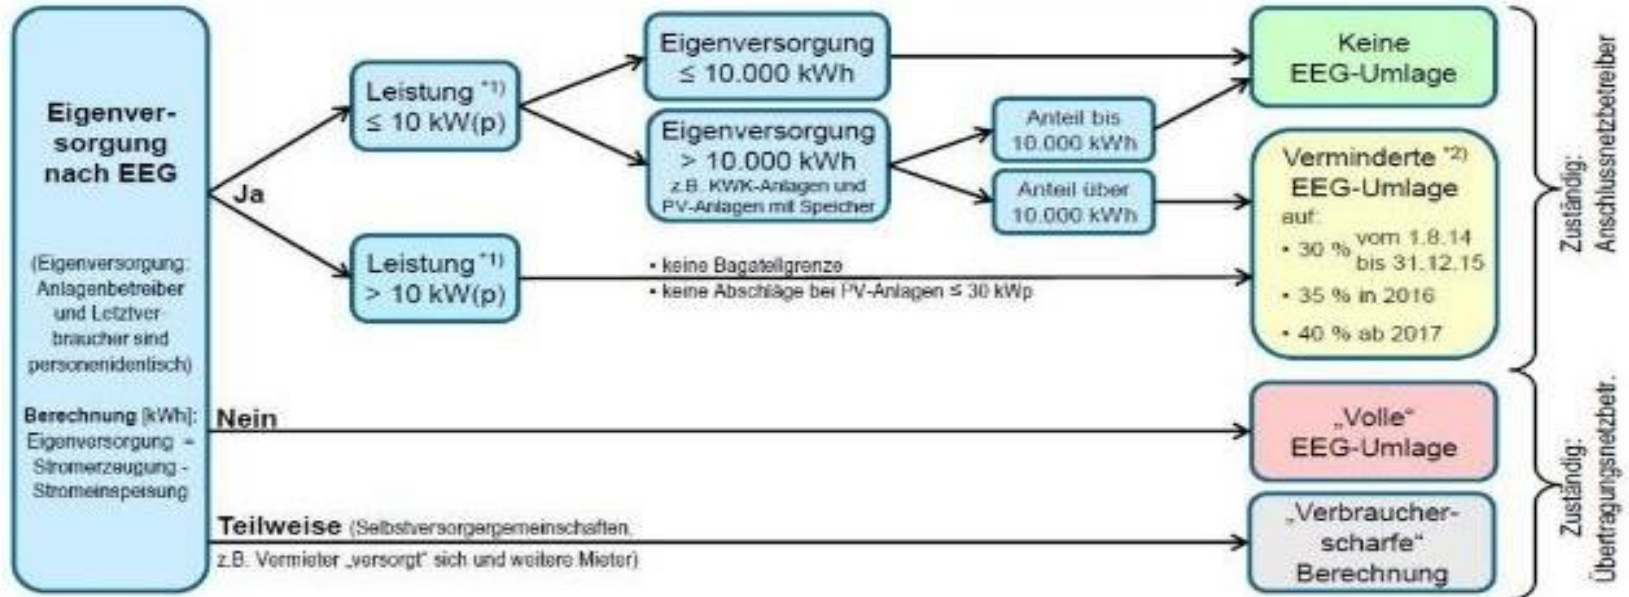 Eigenver-
sorgung
nach EEG
(Eigenversorgung:
Anlagenbetreiber
und Letztver-
braucher sind
personenidentisch)
Berechnung [kWh]:
Eigenversorgung =
Stromerzeugung -
Stromeinspeisung
Ja
Leistung *1)
≤ 10 kW(p)
Leistung *1)
> 10 kW(p)
Eigenversorgung
≤ 10.000 kWh
Eigenversorgung
> 10.000 kWh
z.B. KWK-Anlagen und
PV-Anlagen mit Speicher
Anteil bis
10.000 kWh
Anteil über
10.000 kWh
• keine Bagatellgrenze
• keine Abschläge bei PV-Anlagen ≤ 30 kWp
Keine
EEG-Umlage
Verminderte *2)
EEG-Umlage
auf:
• 30 % vom 1.8.14
bis 31.12.15
• 35 % in 2016
• 40 % ab 2017
Zuständig:
Anschlussnetzbetreiber
Nein
„Volle“
EEG-Umlage
Teilweise (Selbstversorgergemeinschaften,
z.B. Vermieter „versorgt“ sich und weitere Mieter)
„Verbraucher-
scharfe“
Berechnung
Zuständig:
Übertragungsnetzbetr.